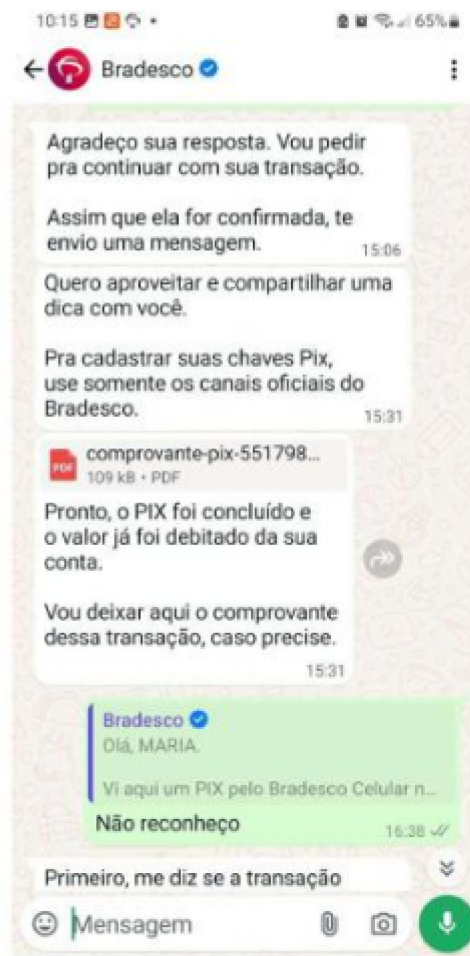 10:15
65%
Bradesco
Agradeço sua resposta. Vou pedir
pra continuar com sua transação.
Assim que ela for confirmada, te
envio uma mensagem.
15:06
Quero aproveitar e compartilhar uma
dica com você.
Pra cadastrar suas chaves Pix,
use somente os canais oficiais do
Bradesco.
15:31
PDF
comprovante-pix-551798...
109 kB • PDF
Pronto, o PIX foi concluído e
o valor já foi debitado da sua
conta.
Vou deixar aqui o comprovante
dessa transação, caso precise.
15:31
Bradesco
Olá, MARIA.
Vi aqui um PIX pelo Bradesco Celular n...
Não reconheço
16:38
Primeiro, me diz se a transação
Mensagem